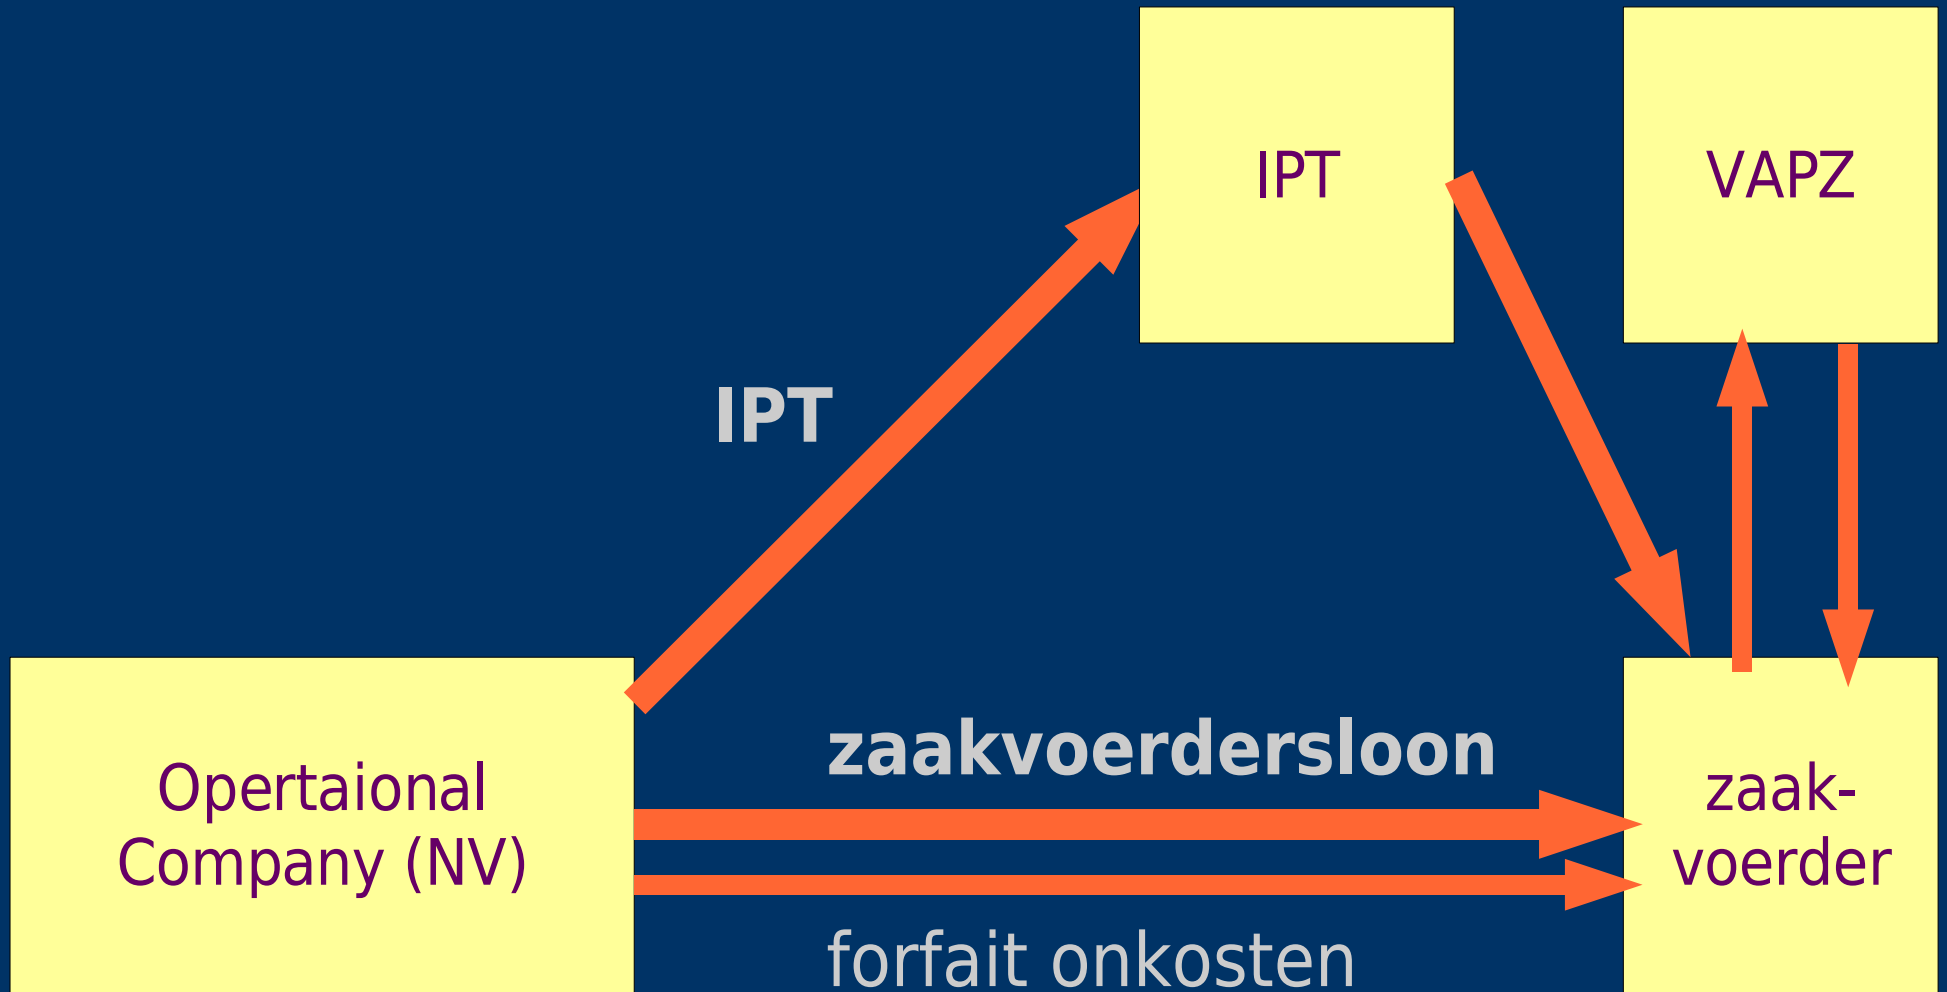 IPT
VAPZ
IPT
zaakvoerdersloon
Opertaional
Company (NV)
zaak-
voerder
forfait onkosten